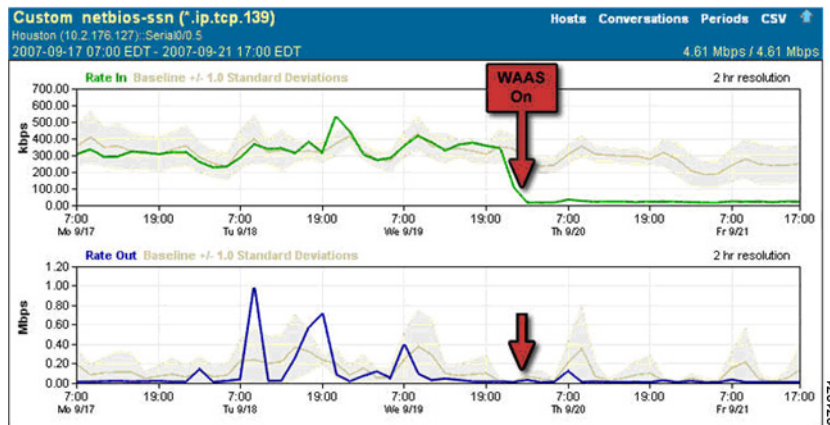 Custom netbios-ssn (*.ip.tcp.139)
Hosts Conversations Periods CSV
Houston (10.2.176.127)::Serial0/0.5
2007-09-17 07:00 EDT - 2007-09-21 17:00 EDT
4.61 Mbps / 4.61 Mbps
Rate In Baseline +/- 1.0 Standard Deviations
WAAS
On
2 hr resolution
kbps
700.00
600.00
500.00
400.00
300.00
200.00
100.00
0.00
7:00 19:00 7:00 19:00 7:00 19:00 7:00 19:00 7:00 17:00
Mo 9/17 Tu 9/18 We 9/19 Th 9/20 Fr 9/21
Rate Out Baseline +/- 1.0 Standard Deviations
2 hr resolution
Mbps
1.20
1.00
0.80
0.60
0.40
0.20
0.00
7:00 19:00 7:00 19:00 7:00 19:00 7:00 19:00 7:00 17:00
Mo 9/17 Tu 9/18 We 9/19 Th 9/20 Fr 9/21